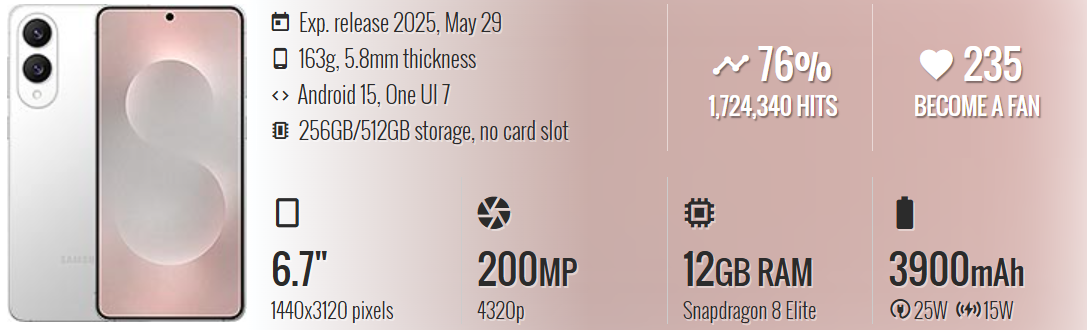 Exp. release 2025, May 29
163g, 5.8mm thickness
Android 15, One UI 7
256GB/512GB storage, no card slot
76%
1,724,340 HITS
235
BECOME A FAN
6.7"
1440x3120 pixels
200MP
4320p
12GB RAM
Snapdragon 8 Elite
3900mAh
25W 15W